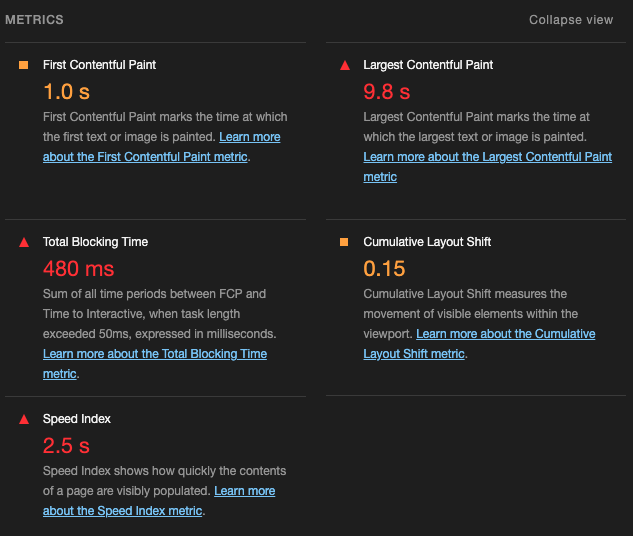 METRICS
Collapse view
First Contentful Paint
1.0 s
First Contentful Paint marks the time at which
the first text or image is painted. Learn more
about the First Contentful Paint metric.
Largest Contentful Paint
9.8 s
Largest Contentful Paint marks the time at
which the largest text or image is painted.
Learn more about the Largest Contentful Paint
metric
Total Blocking Time
480 ms
Sum of all time periods between FCP and
Time to Interactive, when task length
exceeded 50ms, expressed in milliseconds.
Learn more about the Total Blocking Time
metric.
Cumulative Layout Shift
0.15
Cumulative Layout Shift measures the
movement of visible elements within the
viewport. Learn more about the Cumulative
Layout Shift metric.
Speed Index
2.5 s
Speed Index shows how quickly the contents
of a page are visibly populated. Learn more
about the Speed Index metric.